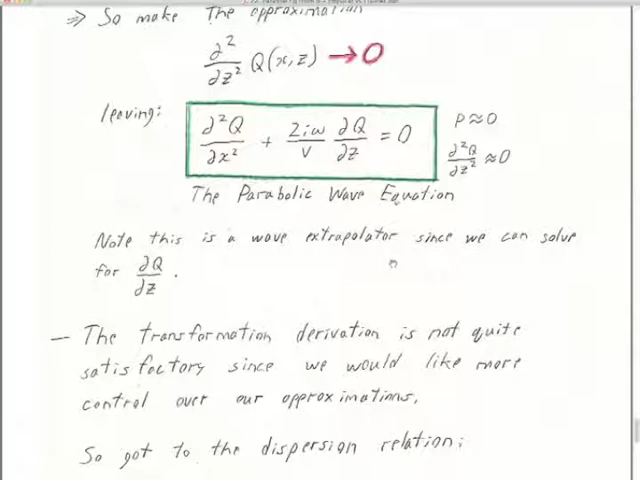 ⇒ So make the approximation
∂²/∂z² Q(x,z) → 0
leaving: ∂²Q/∂x² + 2iω/v ∂Q/∂z = 0 p ≈ 0
∂²Q/∂z² ≈ 0
The Parabolic Wave Equation
Note this is a wave extrapolator since we can solve
for ∂Q/∂z .
— The transformation derivation is not quite
satisfactory since we would like more
control over our approximations.
So got to the dispersion relation: